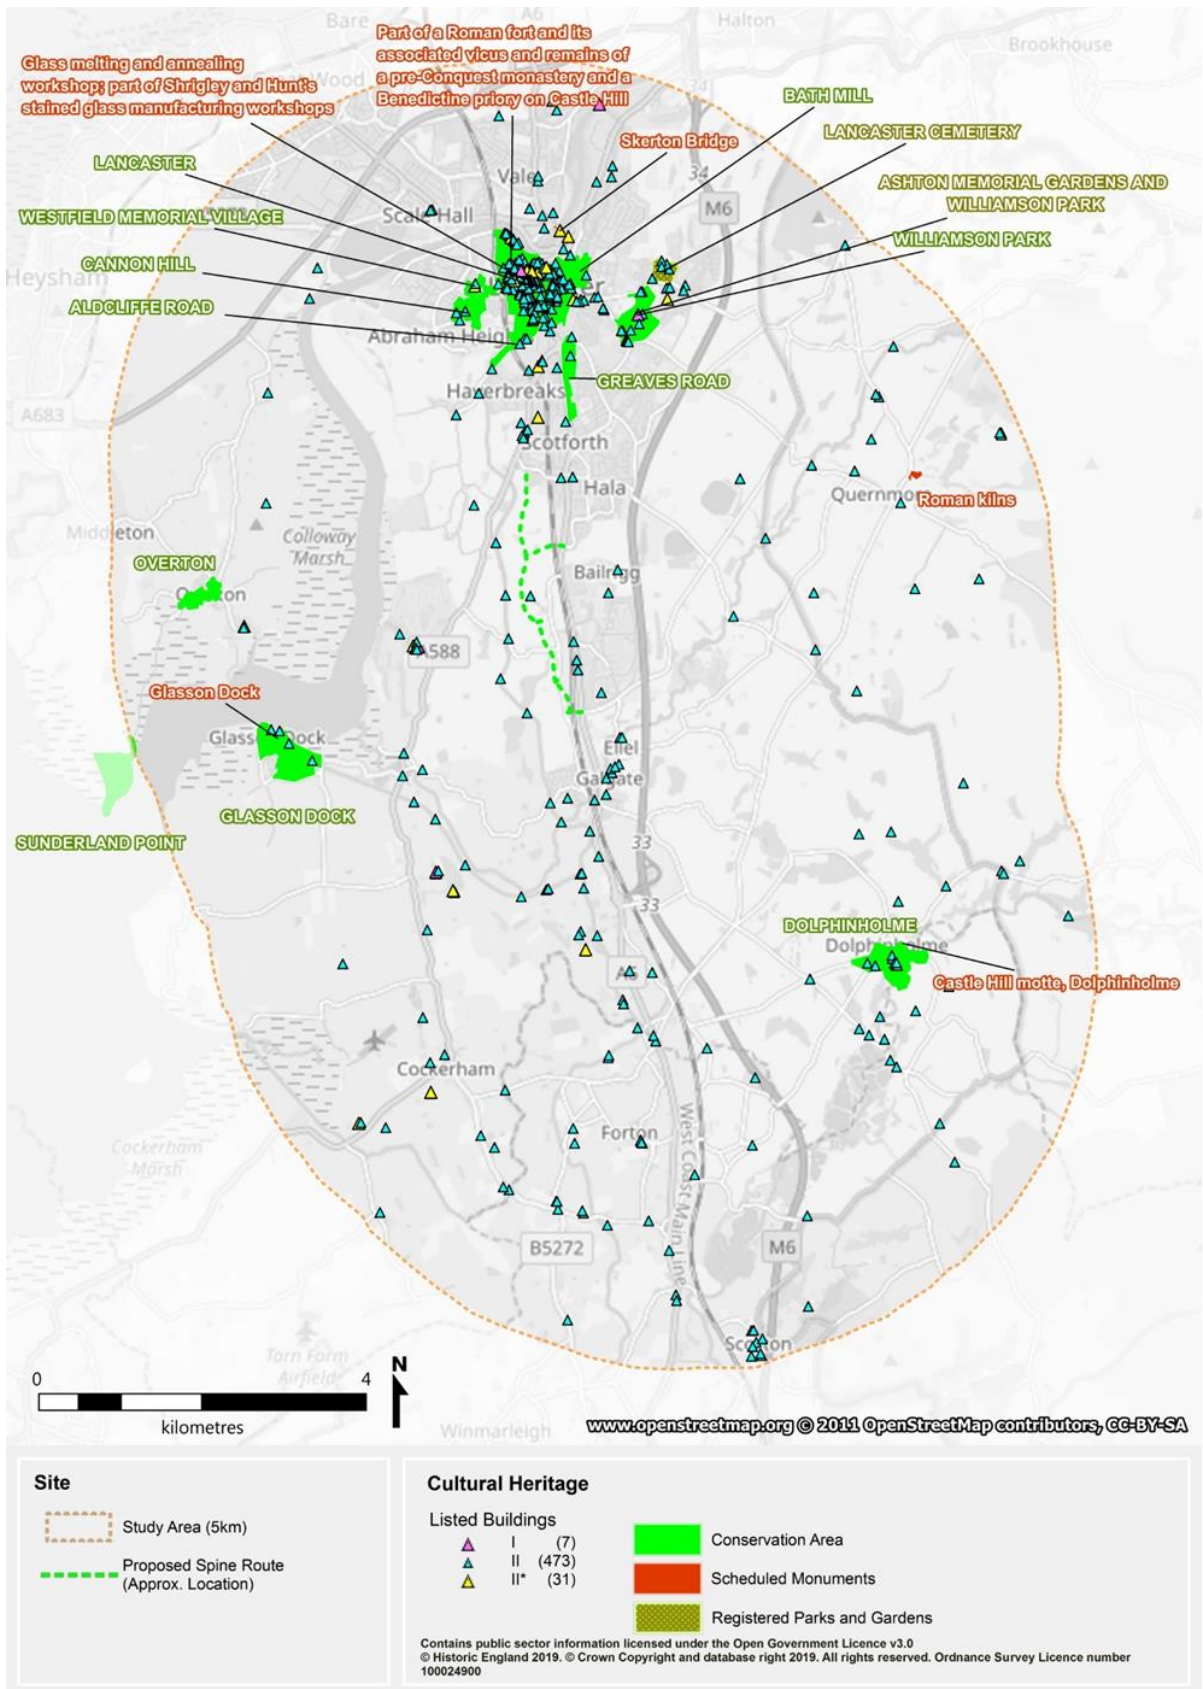 Bare
A6
Halton
Brookhouse
Part of a Roman fort and its
associated vicus and remains of
a pre-Conquest monastery and a
Benedictine priory on Castle Hill
Glass melting and annealing
workshop; part of Shrigley and Hunt's
stained glass manufacturing workshops
34
BATH MILL
LANCASTER CEMETERY
Skerton Bridge
LANCASTER
Vale
34
ASHTON MEMORIAL GARDENS AND
WILLIAMSON PARK
M6
WESTFIELD MEMORIAL VILLAGE
Scale Hall
WILLIAMSON PARK
CANNON HILL
Heysham
ALDCLIFFE ROAD
Abraham Heigh
GREAVES ROAD
Haverbreaks
A683
Scotforth
Hala
Quernmore
Roman kilns
Middleton
Colloway
Marsh
OVERTON
Bailrigg
A588
Glasson Dock
Ellel
Galgate
GLASSON DOCK
SUNDERLAND POINT
33
33
DOLPHINHOLME
Dolphinholme
A6
Castle Hill motte, Dolphinholme
Cockerham
Cockerham
Marsh
Forton
West Coast Main Line
B5272
M6
Scorton
Tarn Farm
Airfield
Winmarleigh
0
4
kilometres
N
www.openstreetmap.org © 2011 OpenStreetMap contributors, CC-BY-SA
Site
Study Area (5km)
Proposed Spine Route
(Approx. Location)
Cultural Heritage
Listed Buildings
I (7)
II (473)
II* (31)
Conservation Area
Scheduled Monuments
Registered Parks and Gardens
Contains public sector information licensed under the Open Government Licence v3.0
© Historic England 2019. © Crown Copyright and database right 2019. All rights reserved. Ordnance Survey Licence number
100024900